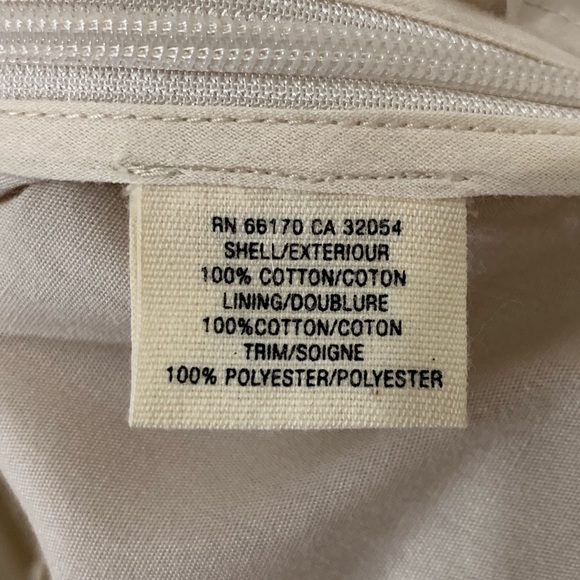 RN 66170 CA 32054
SHELL/EXTERIOUR
100% COTTON/COTON
LINING/DOUBLURE
100%COTTON/COTON
TRIM/SOIGNE
100% POLYESTER/POLYESTER